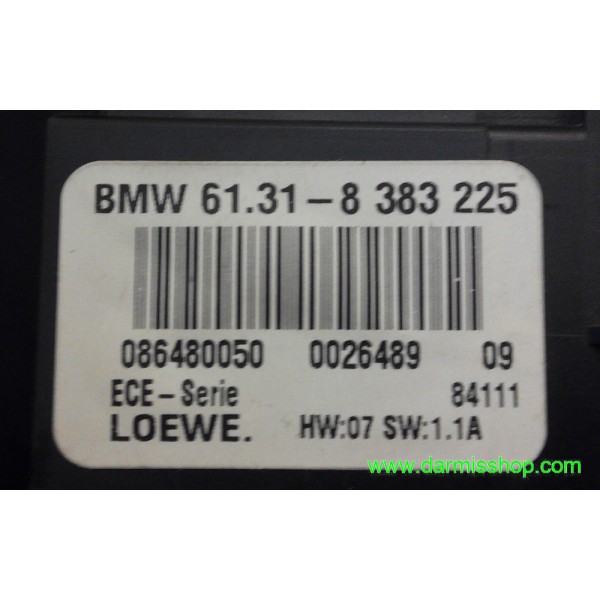 BMW 61.31-8 383 225
086480050 0026489 09
ECE-Serie 84111
LOEWE. HW:07 SW:1.1A
www.darmisshop.com